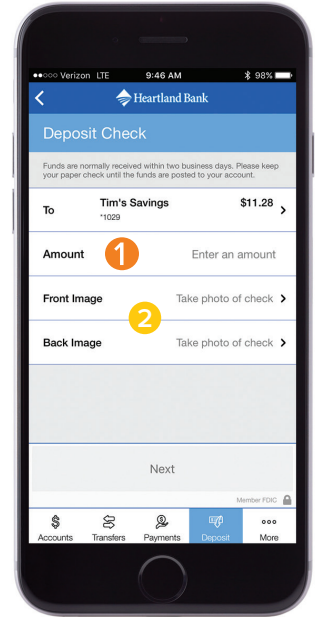 ●●○○○ Verizon LTE 9:46 AM 98%
Heartland Bank
Deposit Check
Funds are normally received within two business days. Please keep
your paper check until the funds are posted to your account.
To Tim's Savings $11.28
*1029
Amount 1 Enter an amount
Front Image Take photo of check
2
Back Image Take photo of check
Next
Member FDIC
Accounts Transfers Payments Deposit More